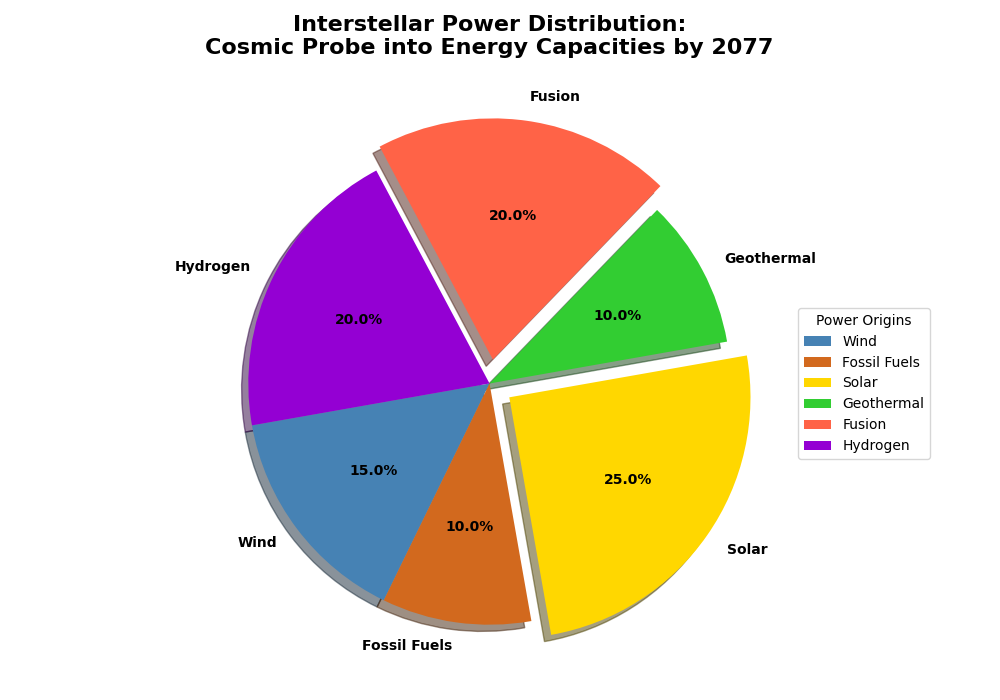 Interstellar Power Distribution:
Cosmic Probe into Energy Capacities by 2077
Fusion
20.0%
Geothermal
10.0%
Hydrogen
20.0%
Power Origins
Wind
Fossil Fuels
Solar
Geothermal
Fusion
Hydrogen
15.0%
25.0%
10.0%
Wind
Solar
Fossil Fuels